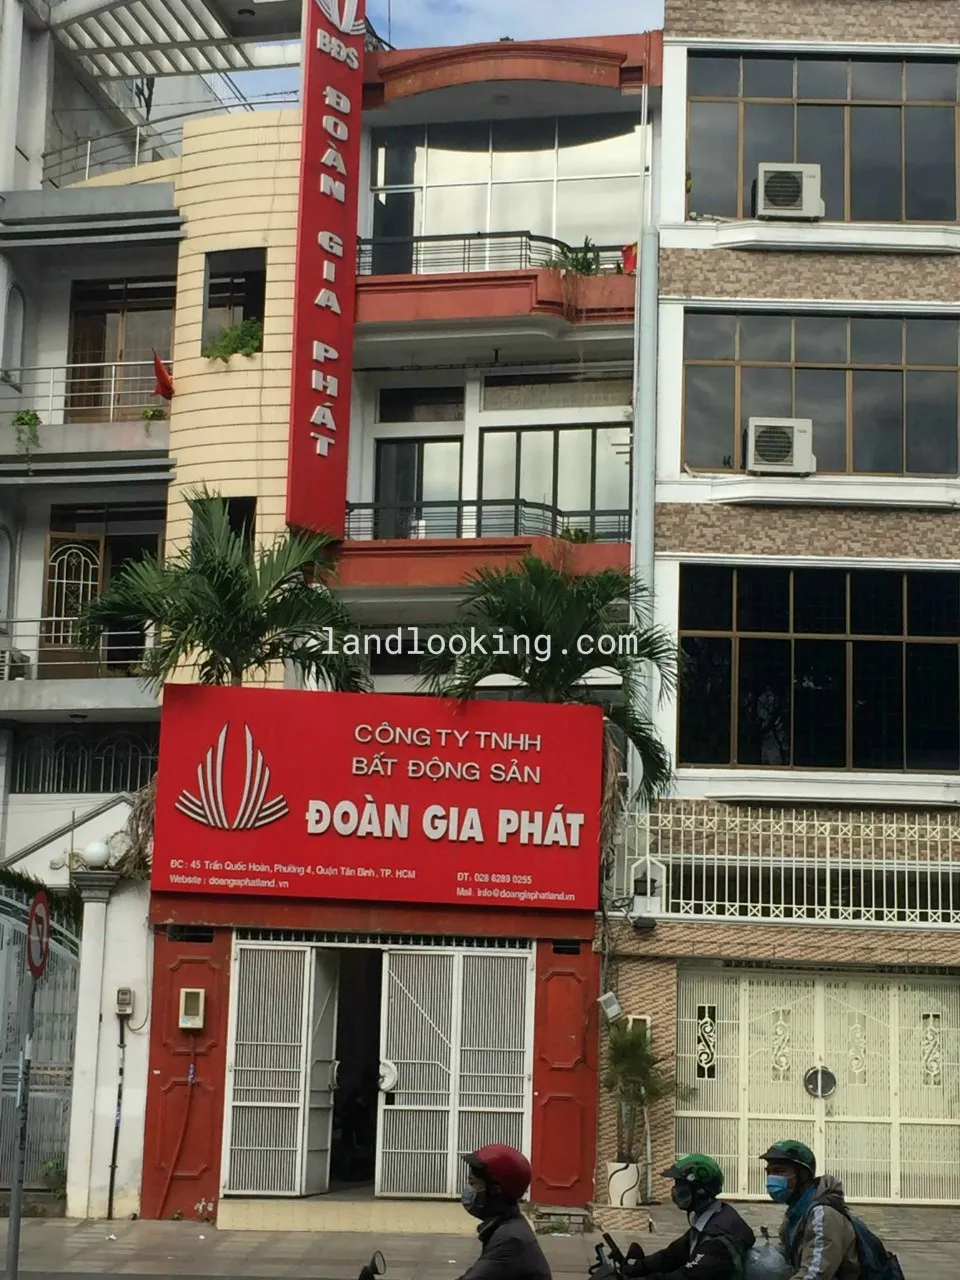 BĐS ĐOÀN GIA PHÁT
landlooking.com
CÔNG TY TNHH
BẤT ĐỘNG SẢN
ĐOÀN GIA PHÁT
ĐC : 45 Trần Quốc Hoàn, Phường 4, Quận Tân Bình, TP. HCM
ĐT: 028 6289 0255
Website : doangiaphatland.vn
Mail: info@doangiaphatland.vn